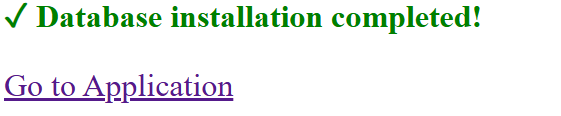 ✓ Database installation completed!
Go to Application